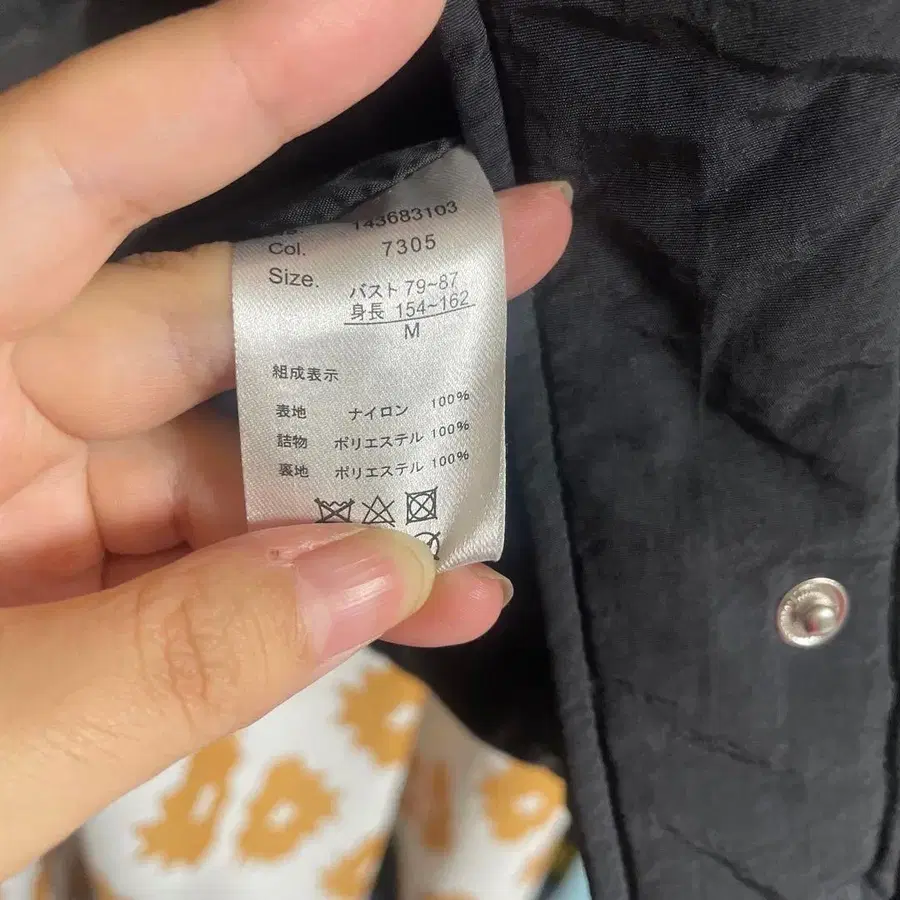 143683103
Col. 7305
Size.
バスト 79~87
身長 154~162
M
組成表示
表地 ナイロン 100%
詰物 ポリエステル 100%
裏地 ポリエステル 100%